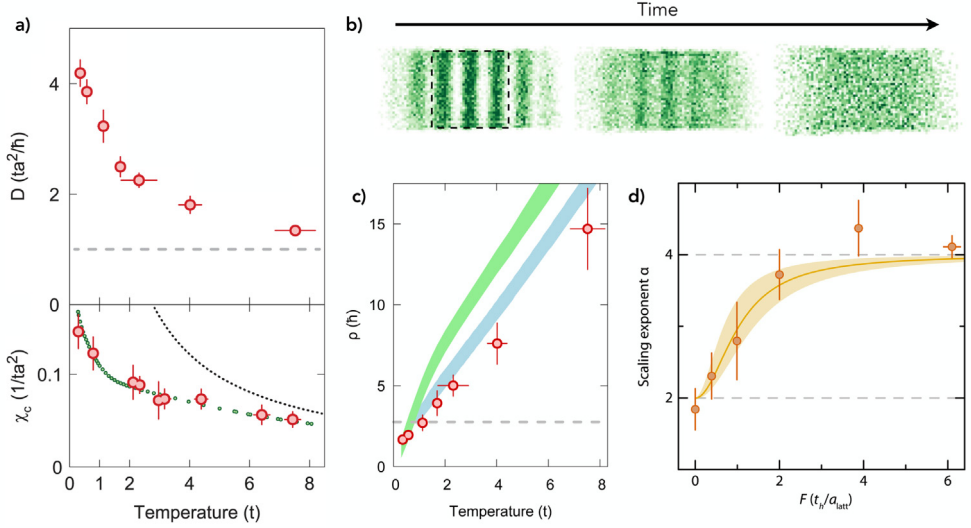 a)
4
2
0
D (ta²/ħ)
0.1
0
χc (1/ta²)
0 2 4 6 8
Temperature (t)
b)
Time
c)
15
10
5
0
ρ (ħ)
0 2 4 6 8
Temperature (t)
d)
4
2
Scaling exponent α
0 2 4 6
F (th/alatt)